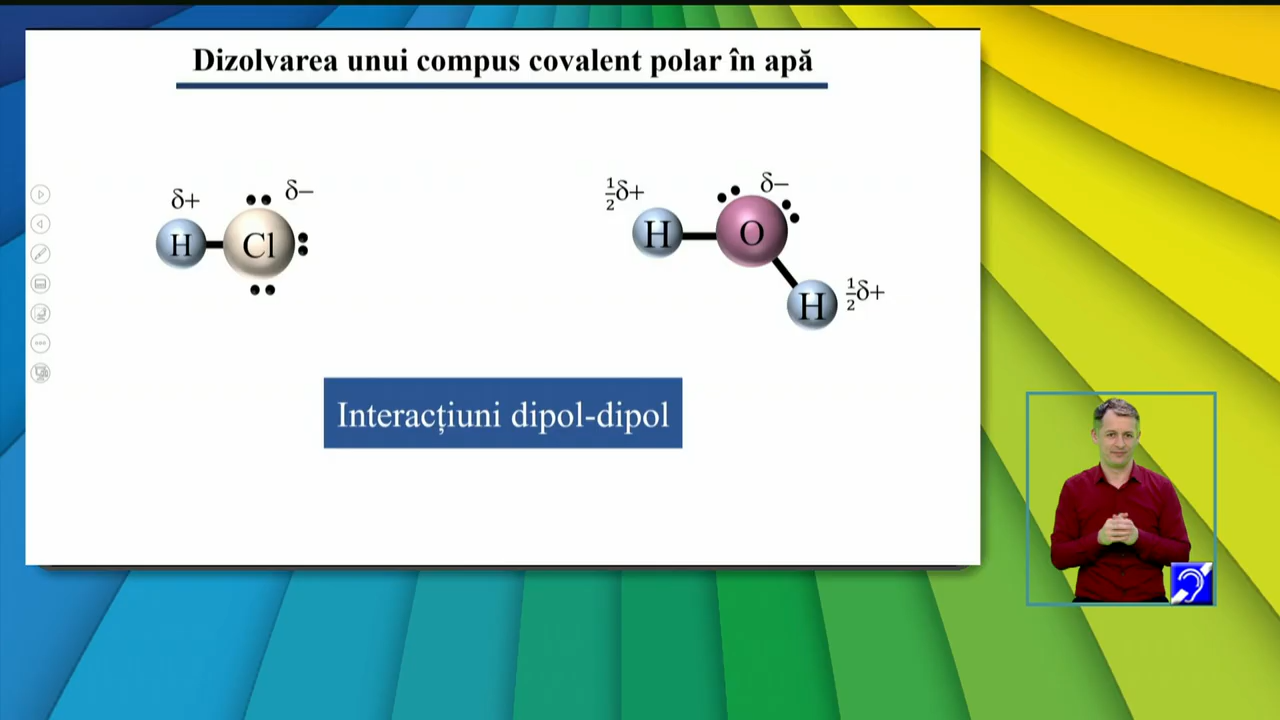 Dizolvarea unui compus covalent polar în apă
δ+ δ−
H Cl
½δ+ δ−
H O
H ½δ+
Interacțiuni dipol-dipol